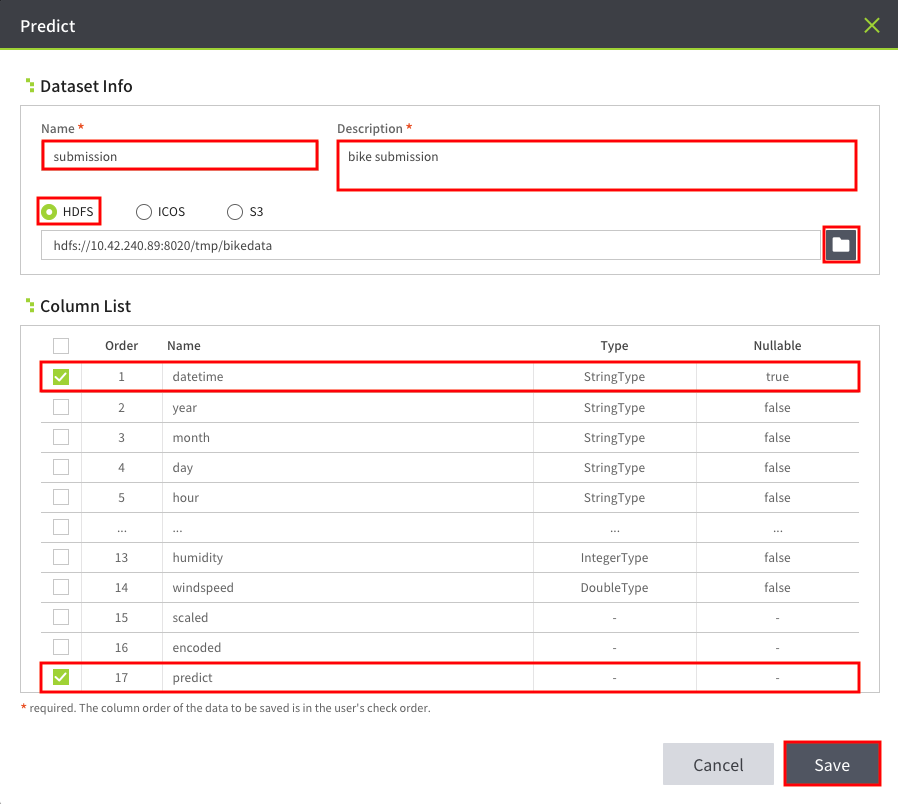 Predict
Dataset Info
Name * Description *
submission bike submission
HDFS ICOS S3
hdfs://10.42.240.89:8020/tmp/bikedata
Column List
Order Name Type Nullable
1 datetime StringType true
2 year StringType false
3 month StringType false
4 day StringType false
5 hour StringType false
... ... ... ...
13 humidity IntegerType false
14 windspeed DoubleType false
15 scaled - -
16 encoded - -
17 predict - -
* required. The column order of the data to be saved is in the user's check order.
Cancel Save